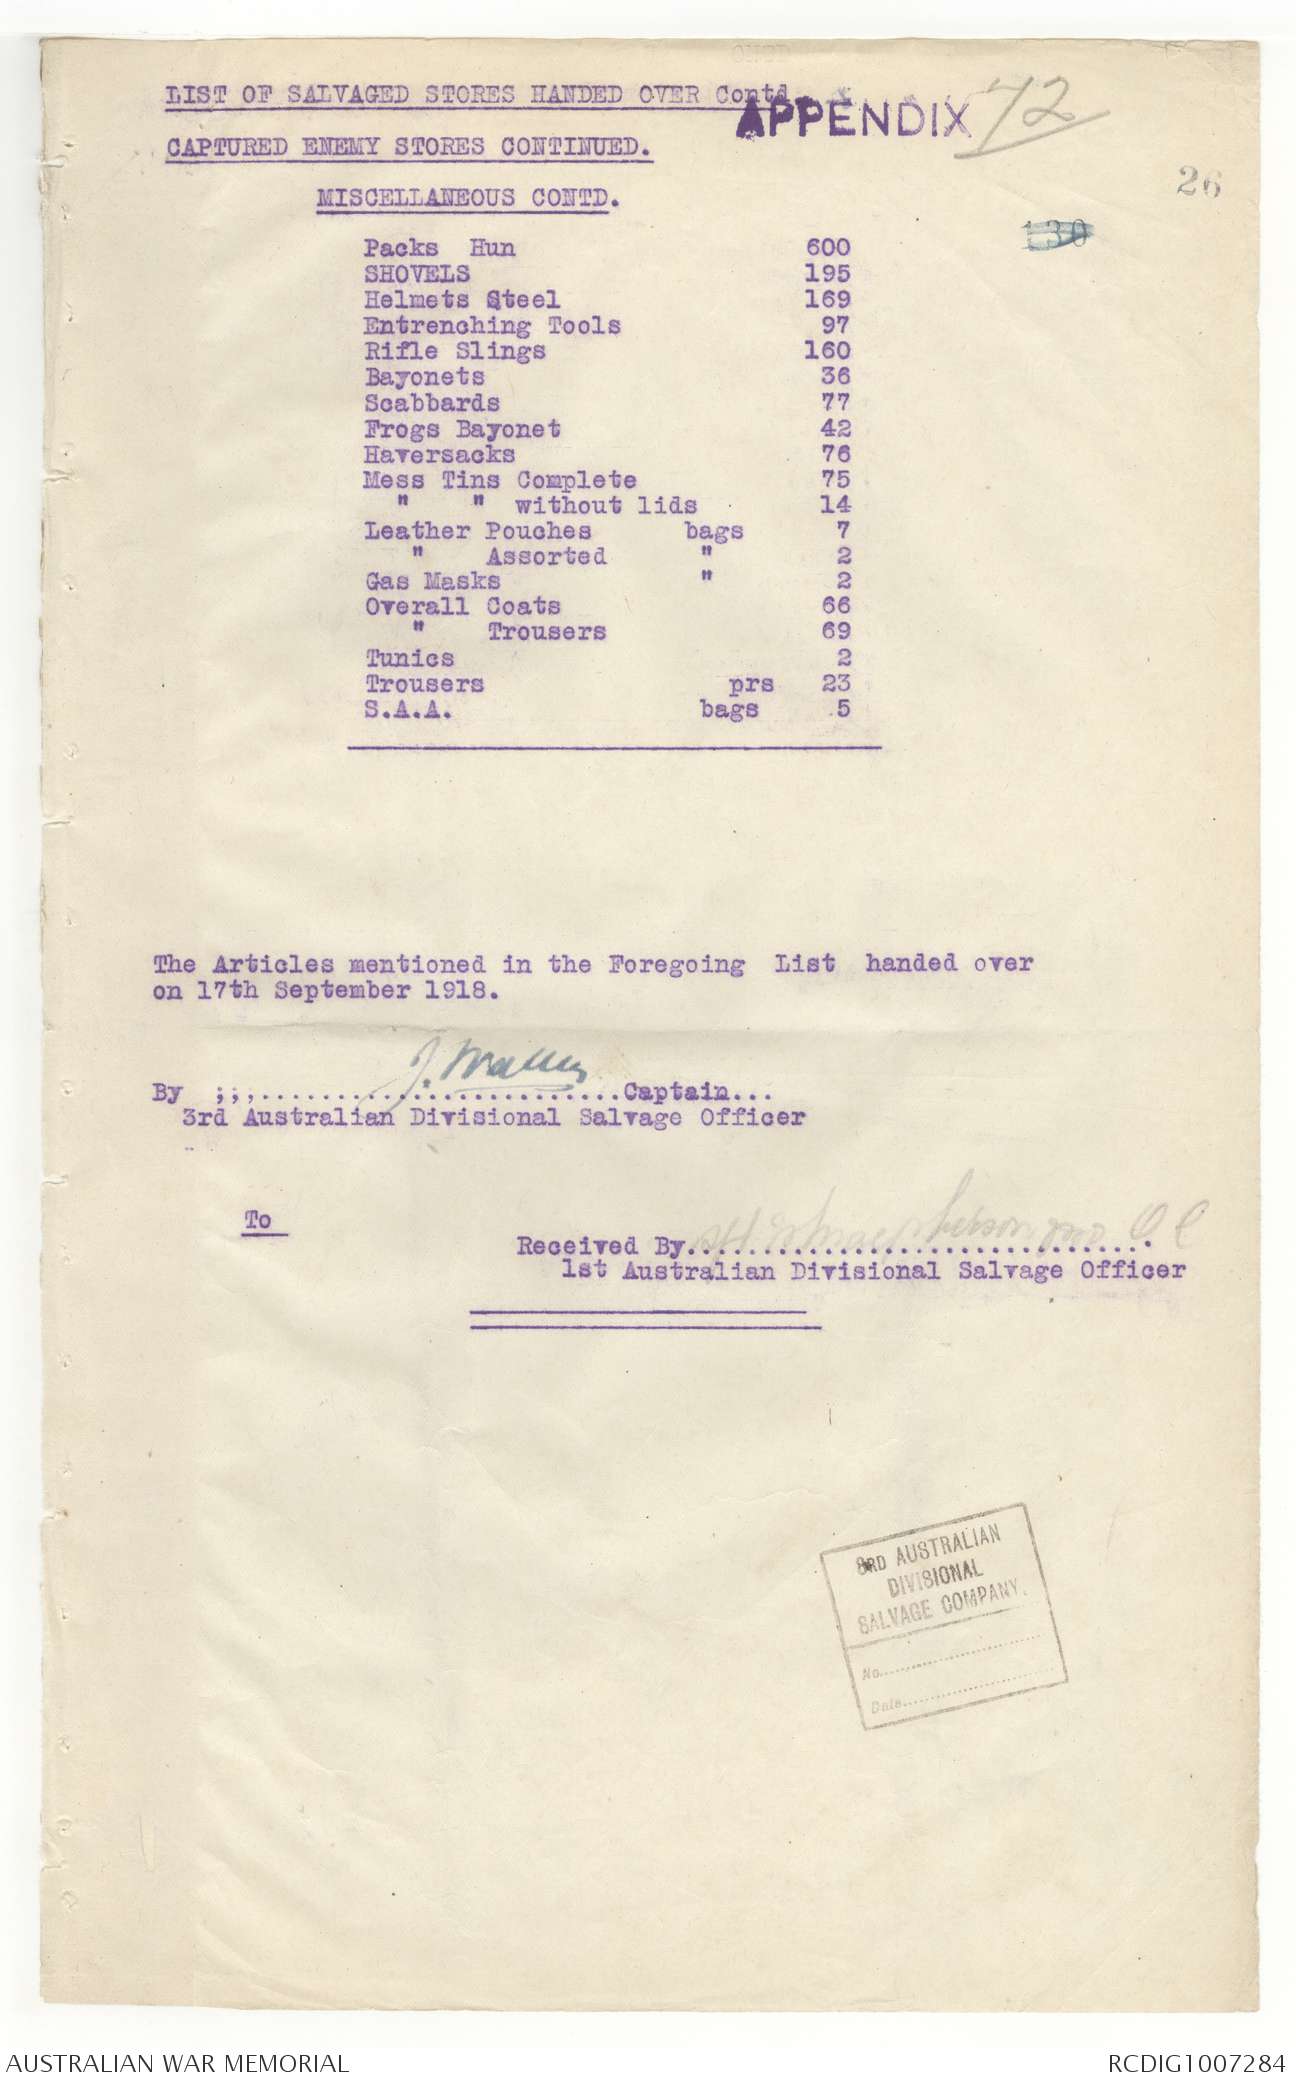 LIST OF SALVAGED STORES HANDED OVER Contd
APPENDIX 72
CAPTURED ENEMY STORES CONTINUED.
26
MISCELLANEOUS CONTD.
130
Packs Hun 600
SHOVELS 195
Helmets Steel 169
Entrenching Tools 97
Rifle Slings 160
Bayonets 36
Scabbards 77
Frogs Bayonet 42
Haversacks 76
Mess Tins Complete 75
" " without lids 14
Leather Pouches bags 7
" Assorted " 2
Gas Masks " 2
Overall Coats 66
" Trousers 69
Tunics 2
Trousers prs 23
S.A.A. bags 5
The Articles mentioned in the Foregoing List handed over
on 17th September 1918.
By ;;,........................Captain...
3rd Australian Divisional Salvage Officer
To
Received By...............................
1st Australian Divisional Salvage Officer
3RD AUSTRALIAN
DIVISIONAL
SALVAGE COMPANY.
No....................
Date....................
AUSTRALIAN WAR MEMORIAL
RCDIG1007284